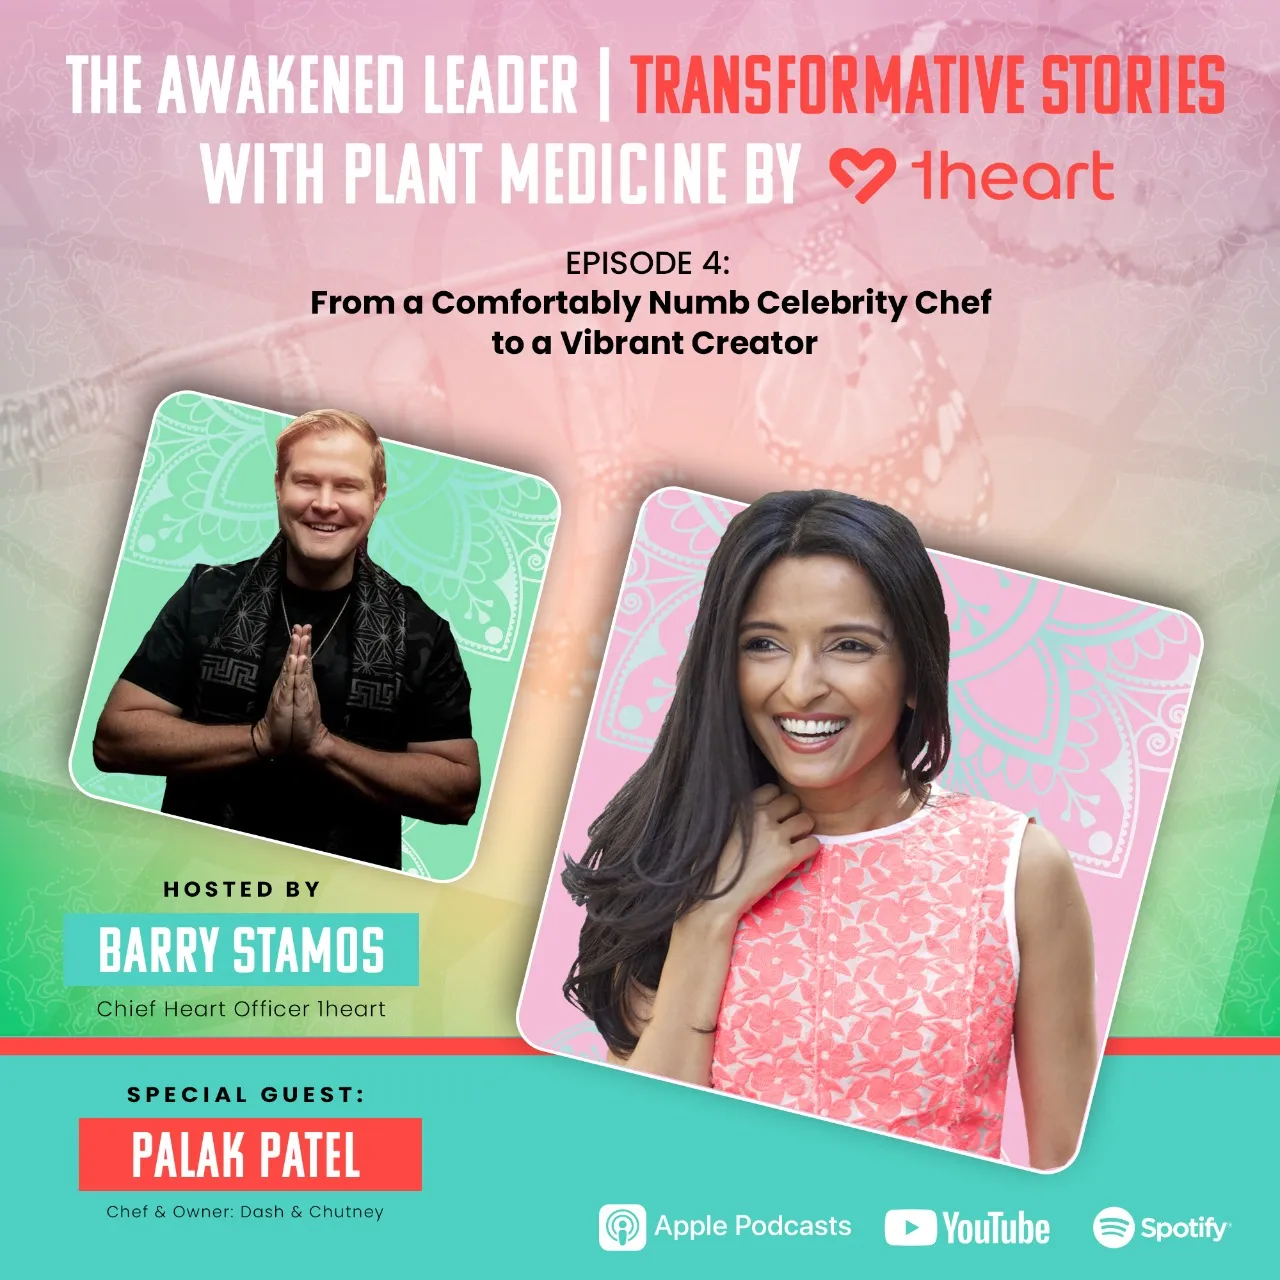 THE AWAKENED LEADER | TRANSFORMATIVE STORIES
WITH PLANT MEDICINE BY 1heart
EPISODE 4:
From a Comfortably Numb Celebrity Chef
to a Vibrant Creator
HOSTED BY
BARRY STAMOS
Chief Heart Officer 1heart
SPECIAL GUEST:
PALAK PATEL
Chef & Owner: Dash & Chutney
Apple Podcasts
YouTube
Spotify